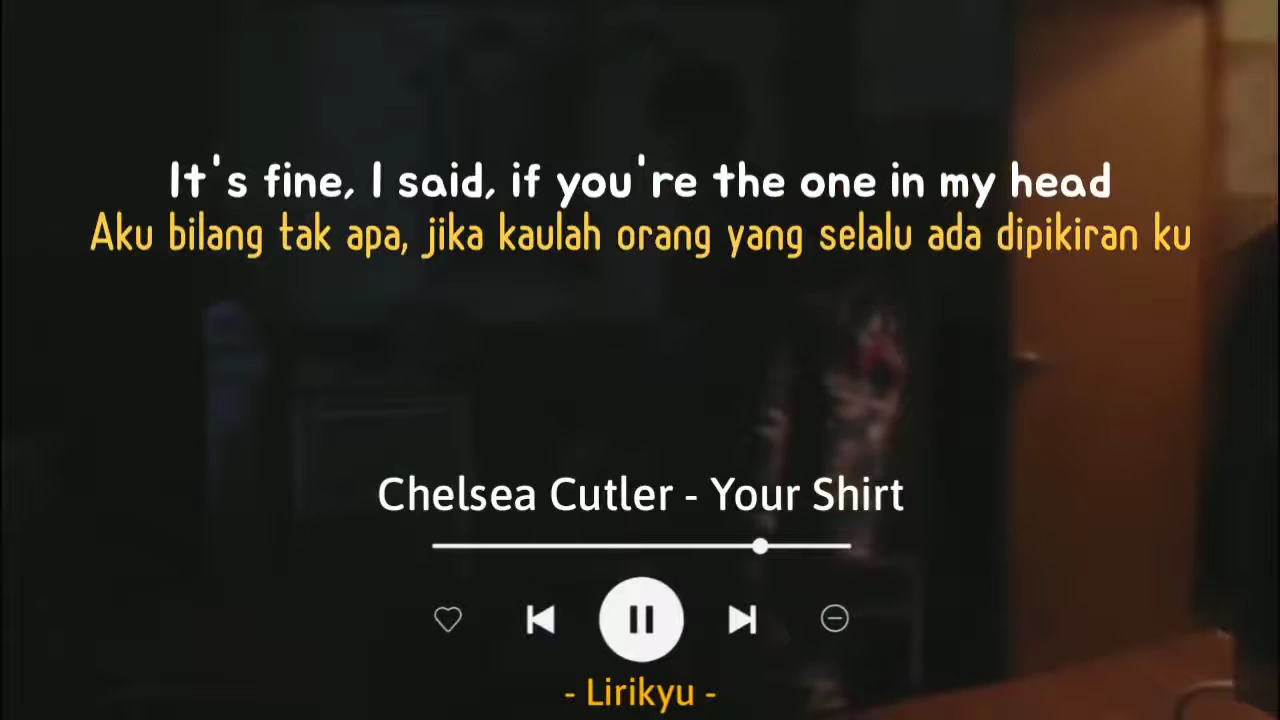 It's fine, I said, if you're the one in my head
Aku bilang tak apa, jika kaulah orang yang selalu ada dipikiran ku
Chelsea Cutler - Your Shirt
- Lirikyu -